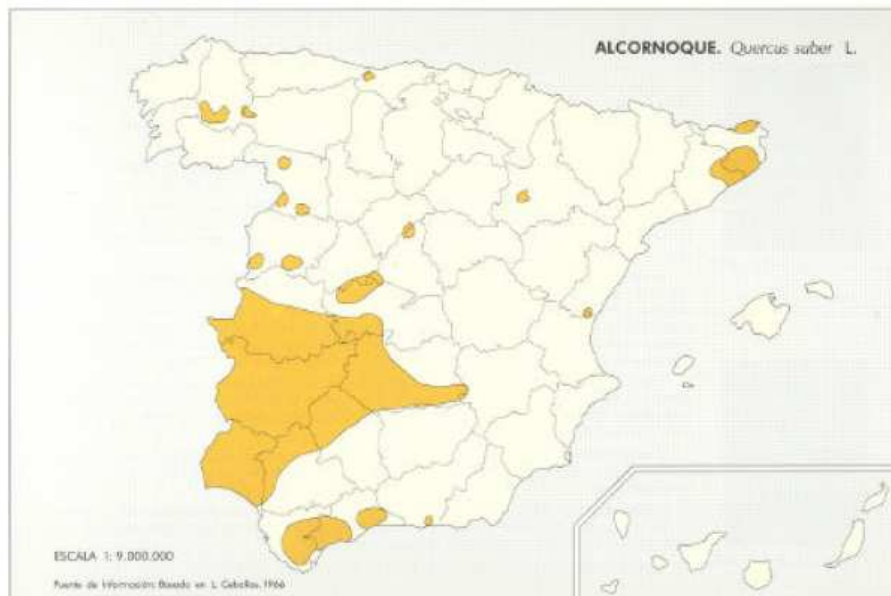 ALCORNOQUE. Quercus suber L.
ESCALA 1: 9.000.000
Fuente de Información: Basado en L. Ceballos, 1966